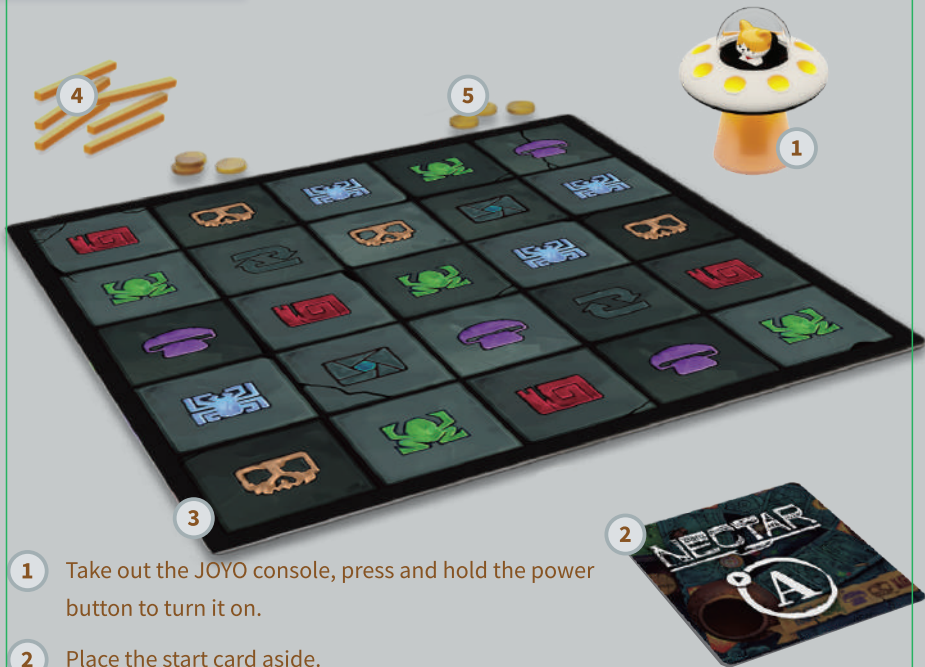 4
5
1
3
2
NECTAR
A
1 Take out the JOYO console, press and hold the power
button to turn it on.
2 Place the start card aside.